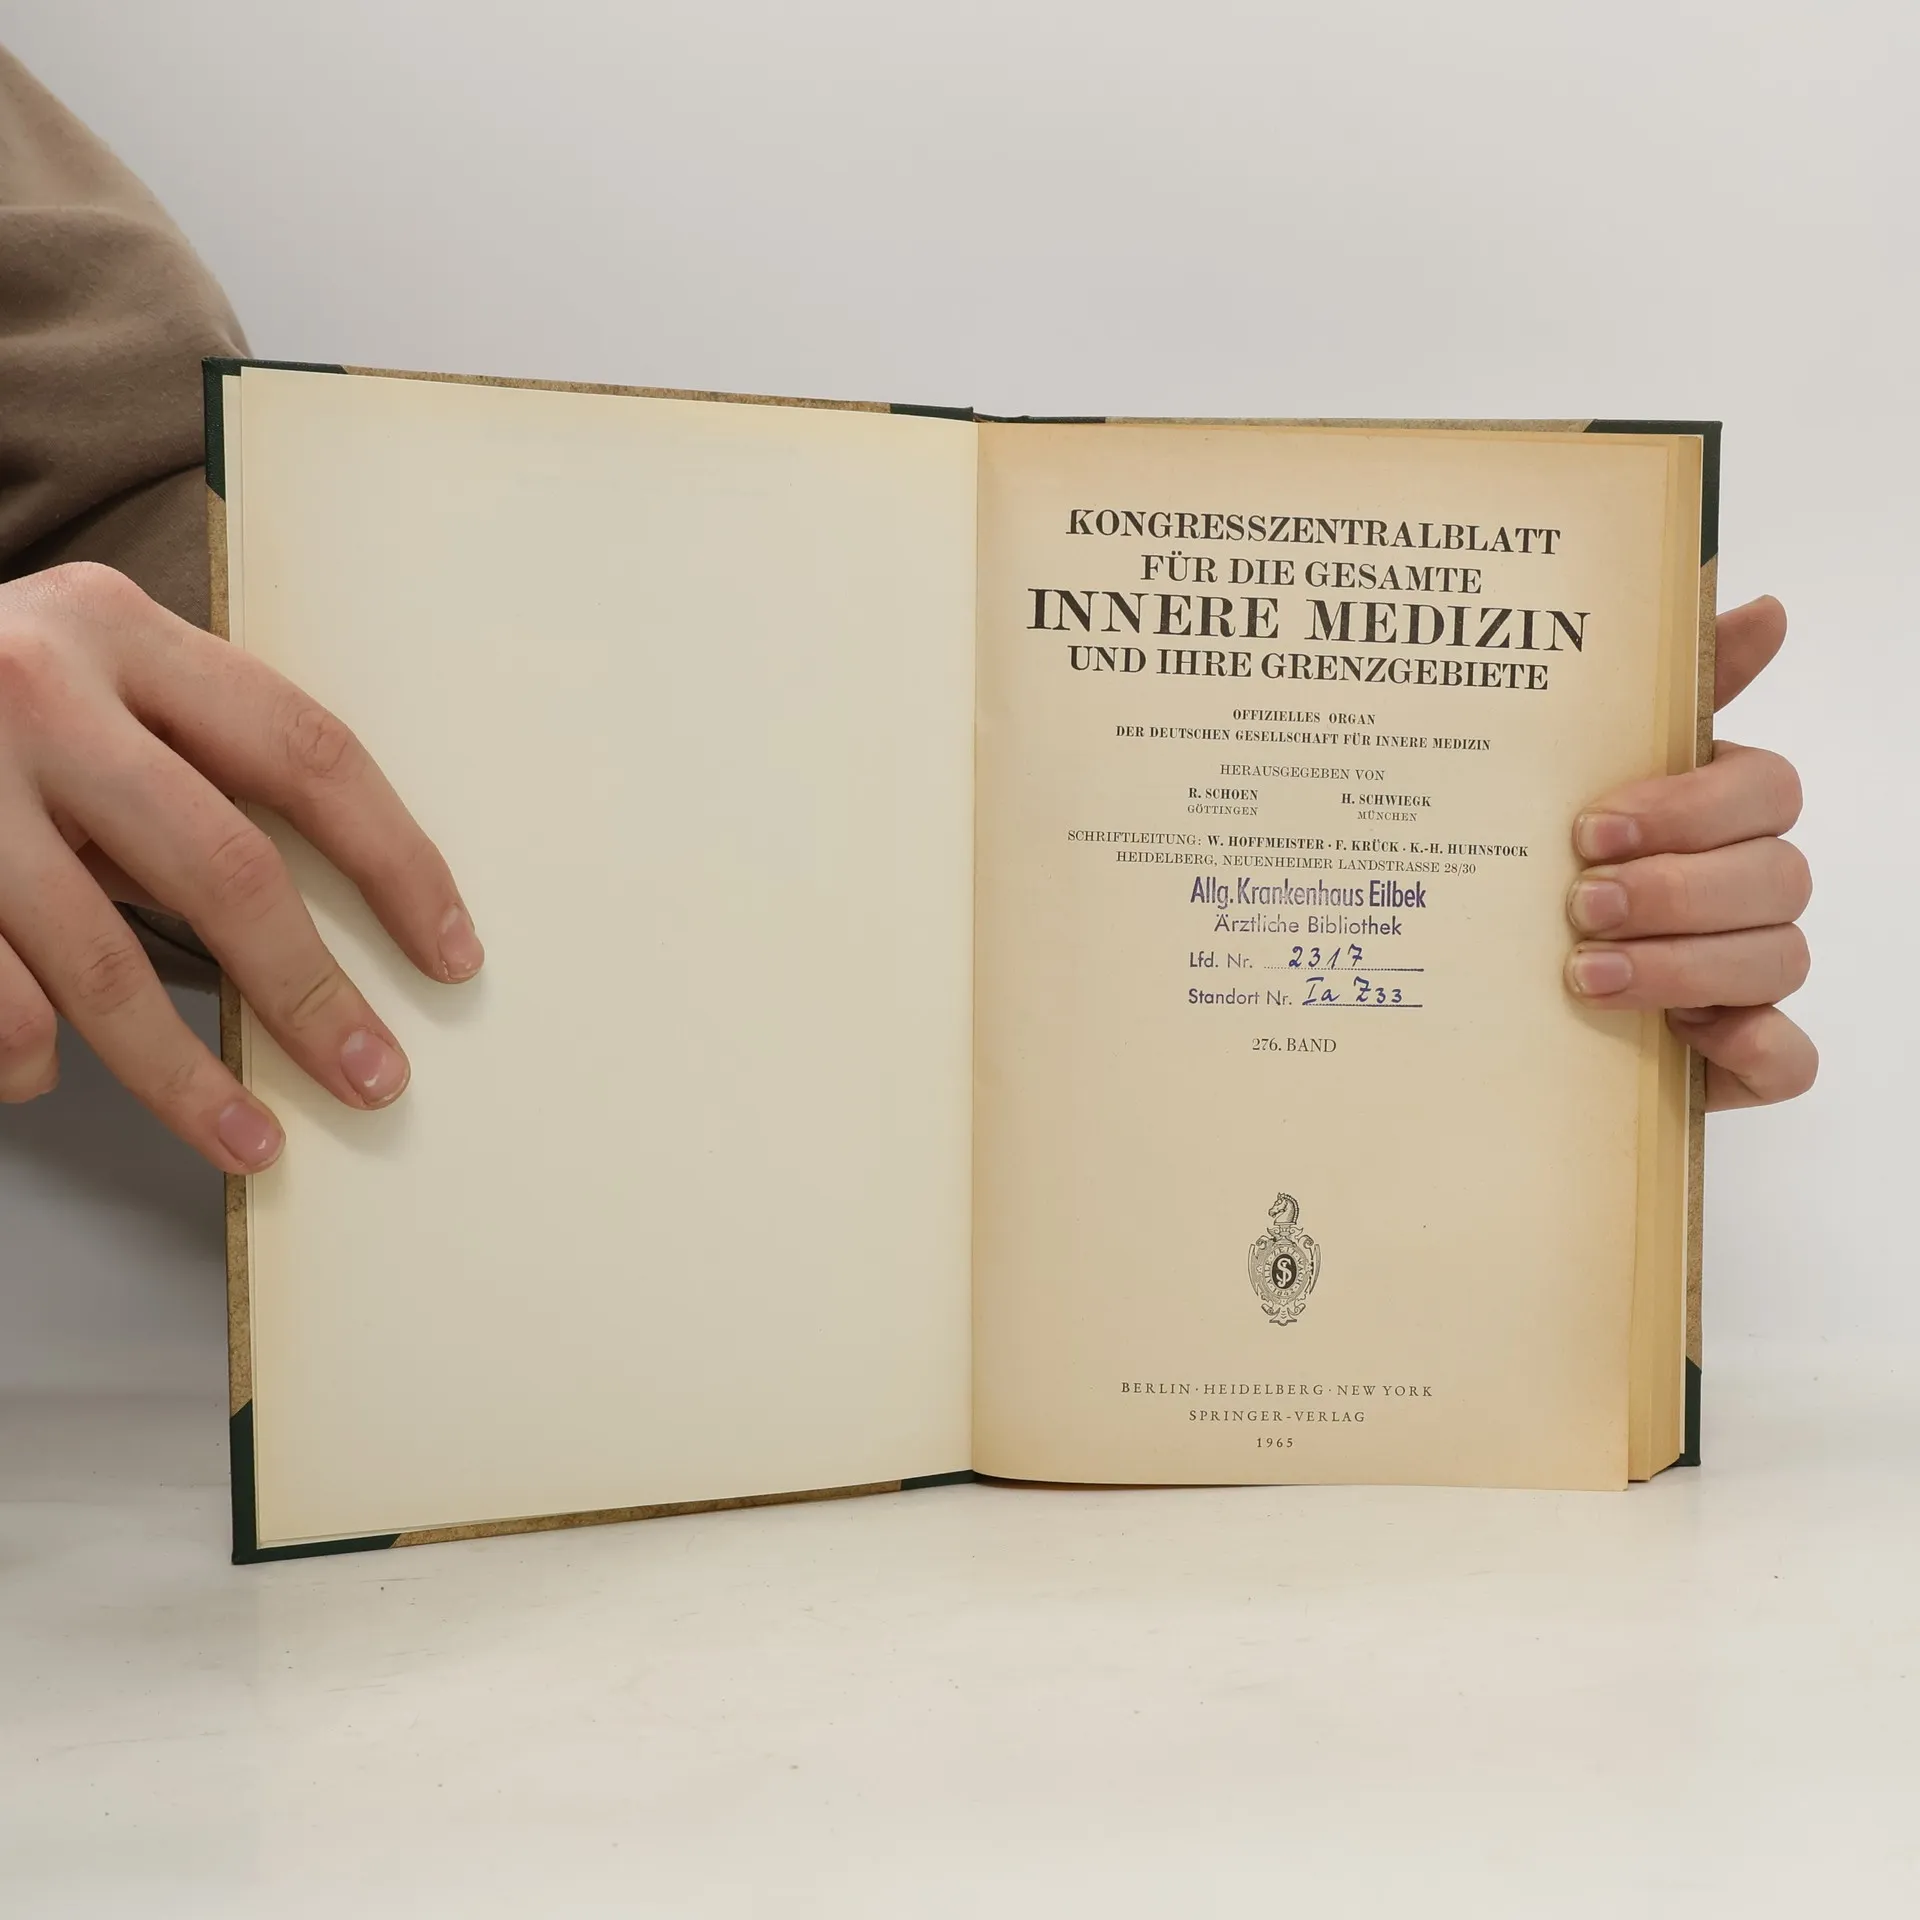 KONGRESSZENTRALBLATT
FÜR DIE GESAMTE
INNERE MEDIZIN
UND IHRE GRENZGEBIETE
OFFIZIELLES ORGAN
DER DEUTSCHEN GESELLSCHAFT FÜR INNERE MEDIZIN
HERAUSGEGEBEN VON
R. SCHOEN H. SCHWIEGK
GÖTTINGEN MÜNCHEN
SCHRIFTLEITUNG: W. HOFFMEISTER · F. KRÜCK · K.-H. HUHNSTOCK
HEIDELBERG, NEUENHEIMER LANDSTRASSE 28/30
Allg. Krankenhaus Eilbek
Ärztliche Bibliothek
Lfd. Nr. 2317
Standort Nr. Ia Z33
276. BAND
BERLIN · HEIDELBERG · NEW YORK
SPRINGER-VERLAG
1965